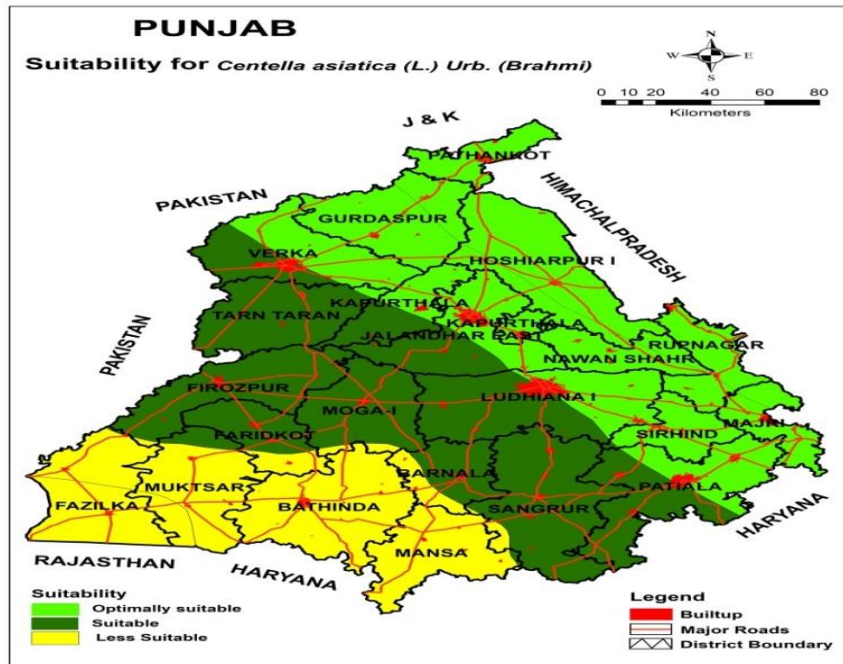 PUNJAB
Suitability for Centella asiatica (L.) Urb. (Brahmi)
N
W E
S
0 10 20 40 60 80
Kilometers
J & K
PATHANKOT
PAKISTAN
HIMACHALPRADESH
GURDASPUR
VERKA
HOSHIARPUR I
KAPURTHALA
TARN TARAN
KAPURTHALA
JALANDHAR EAST
RUPNAGAR
NAWAN SHAHR
PAKISTAN
FIROZPUR
LUDHIANA I
MOGA-I
MAJRI
FARIDKOT
SIRHIND
BARNALA
MUKTSAR
PATIALA
FAZILKA
BATHINDA
SANGRUR
HARYANA
MANSA
RAJASTHAN
HARYANA
Suitability
Optimally suitable
Suitable
Less Suitable
Legend
Builtup
Major Roads
District Boundary